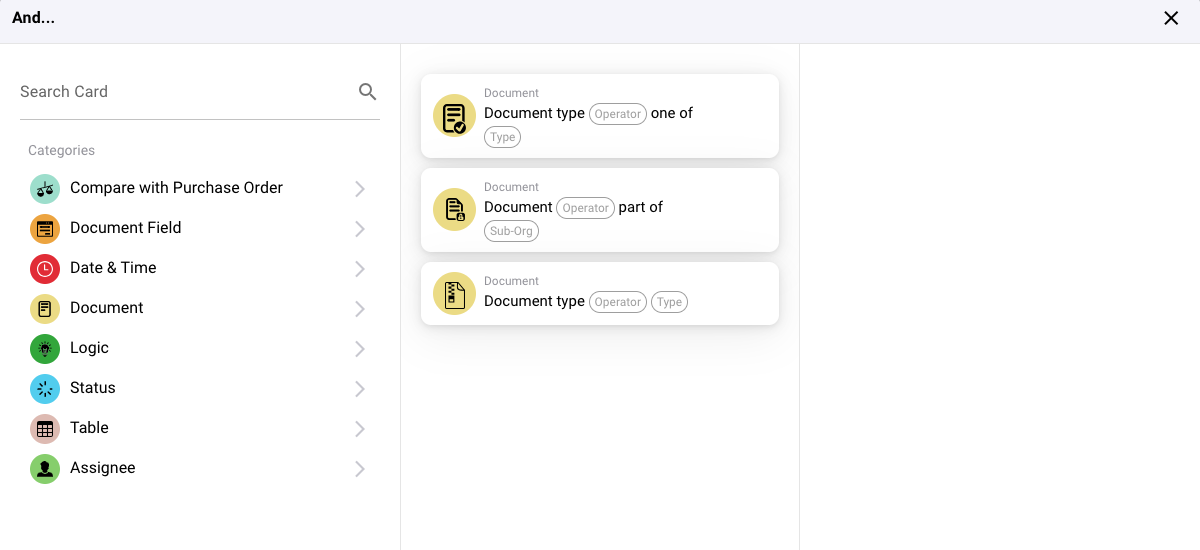 And...
Search Card
Categories
Compare with Purchase Order
Document Field
Date & Time
Document
Logic
Status
Table
Assignee
Document
Document type Operator one of
Type
Document
Document Operator part of
Sub-Org
Document
Document type Operator Type